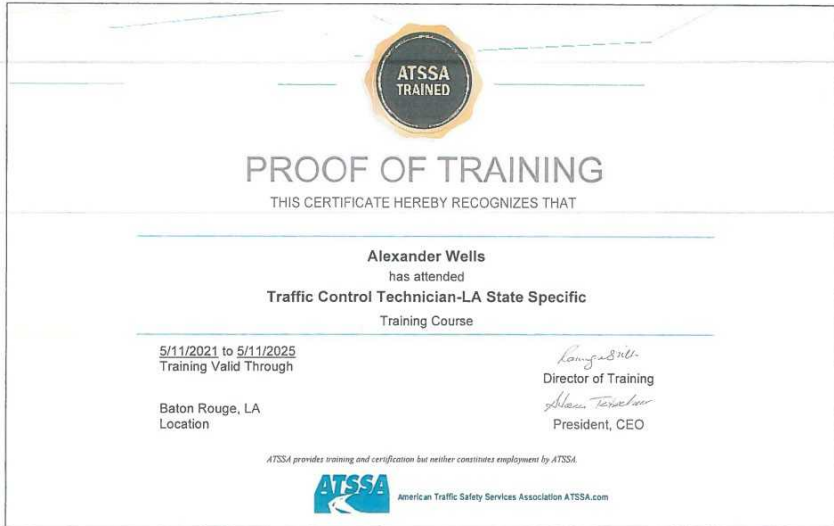 ATSSA
TRAINED
PROOF OF TRAINING
THIS CERTIFICATE HEREBY RECOGNIZES THAT
Alexander Wells
has attended
Traffic Control Technician-LA State Specific
Training Course
5/11/2021 to 5/11/2025
Training Valid Through
Director of Training
Baton Rouge, LA
Location
President, CEO
ATSSA provides training and certification but neither constitutes employment by ATSSA.
ATSSA
American Traffic Safety Services Association ATSSA.com